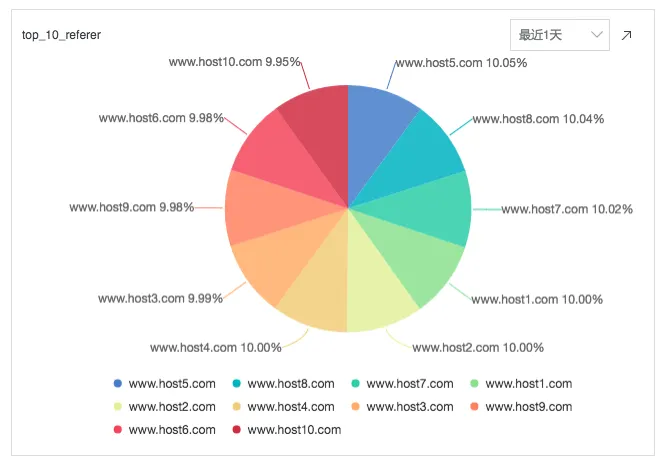 top_10_referer
最近1天
www.host10.com 9.95%
www.host5.com 10.05%
www.host6.com 9.98%
www.host8.com 10.04%
www.host9.com 9.98%
www.host7.com 10.02%
www.host3.com 9.99%
www.host1.com 10.00%
www.host4.com 10.00%
www.host2.com 10.00%
www.host5.com www.host8.com www.host7.com www.host1.com
www.host2.com www.host4.com www.host3.com www.host9.com
www.host6.com www.host10.com